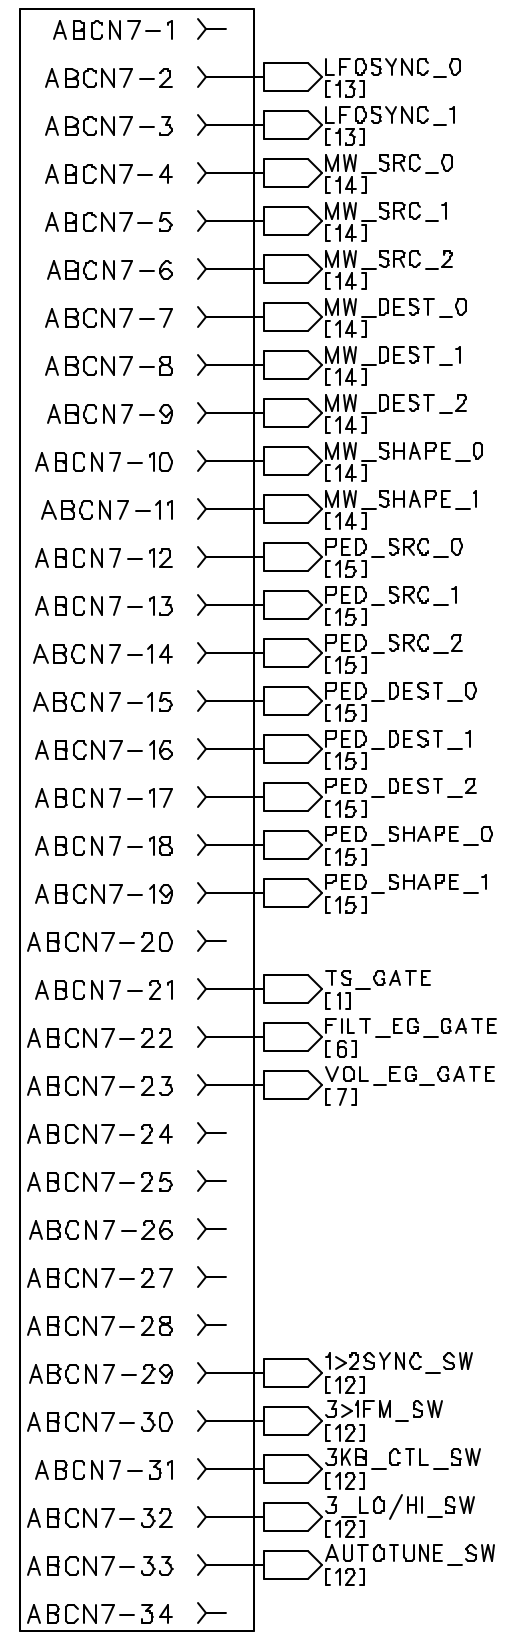 ABCN7-1
ABCN7-2 LFOSYNC_0
[13]
ABCN7-3 LFOSYNC_1
[13]
ABCN7-4 MW_SRC_0
[14]
ABCN7-5 MW_SRC_1
[14]
ABCN7-6 MW_SRC_2
[14]
ABCN7-7 MW_DEST_0
[14]
ABCN7-8 MW_DEST_1
[14]
ABCN7-9 MW_DEST_2
[14]
ABCN7-10 MW_SHAPE_0
[14]
ABCN7-11 MW_SHAPE_1
[14]
ABCN7-12 PED_SRC_0
[15]
ABCN7-13 PED_SRC_1
[15]
ABCN7-14 PED_SRC_2
[15]
ABCN7-15 PED_DEST_0
[15]
ABCN7-16 PED_DEST_1
[15]
ABCN7-17 PED_DEST_2
[15]
ABCN7-18 PED_SHAPE_0
[15]
ABCN7-19 PED_SHAPE_1
[15]
ABCN7-20
ABCN7-21 TS_GATE
[1]
ABCN7-22 FILT_EG_GATE
[6]
ABCN7-23 VOL_EG_GATE
[7]
ABCN7-24
ABCN7-25
ABCN7-26
ABCN7-27
ABCN7-28
ABCN7-29 1>2SYNC_SW
[12]
ABCN7-30 3>1FM_SW
[12]
ABCN7-31 3KB_CTL_SW
[12]
ABCN7-32 3_LO/HI_SW
[12]
ABCN7-33 AUTOTUNE_SW
[12]
ABCN7-34